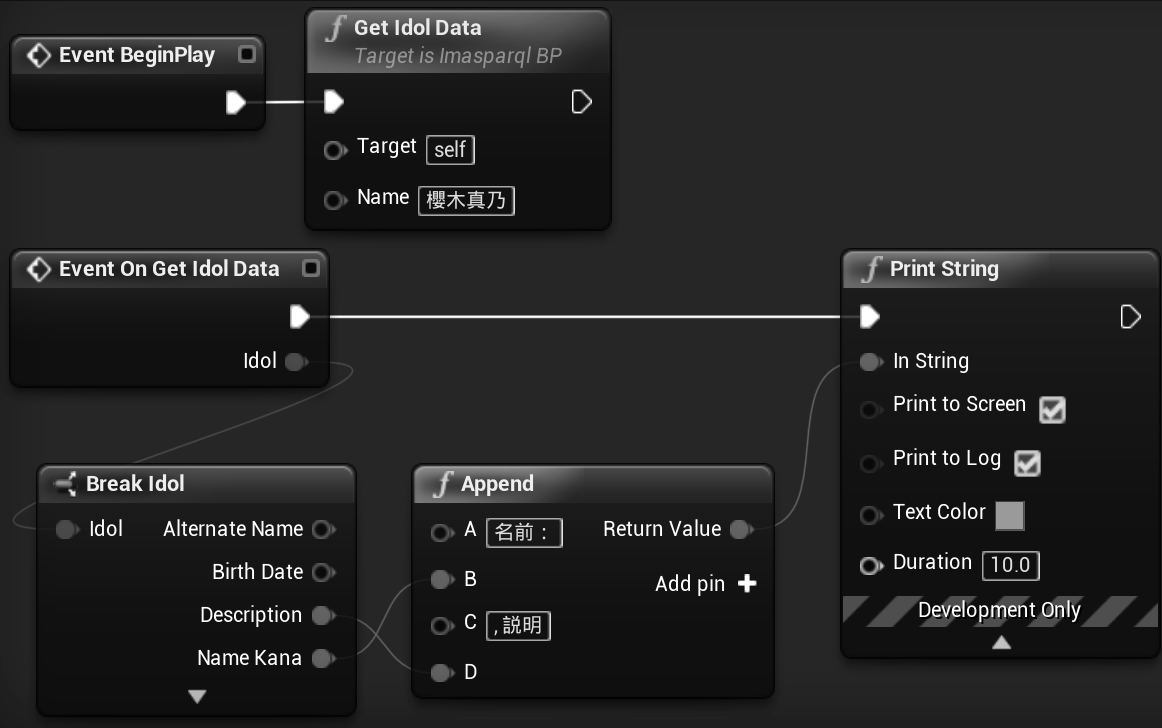 Event BeginPlay
f Get Idol Data
Target is Imasparql BP
Target self
Name 櫻木真乃
Event On Get Idol Data
Idol
f Print String
In String
Print to Screen
Print to Log
Text Color
Duration 10.0
Development Only
Break Idol
Idol Alternate Name
Birth Date
Description
Name Kana
f Append
A 名前： Return Value
B Add pin
C , 説明
D